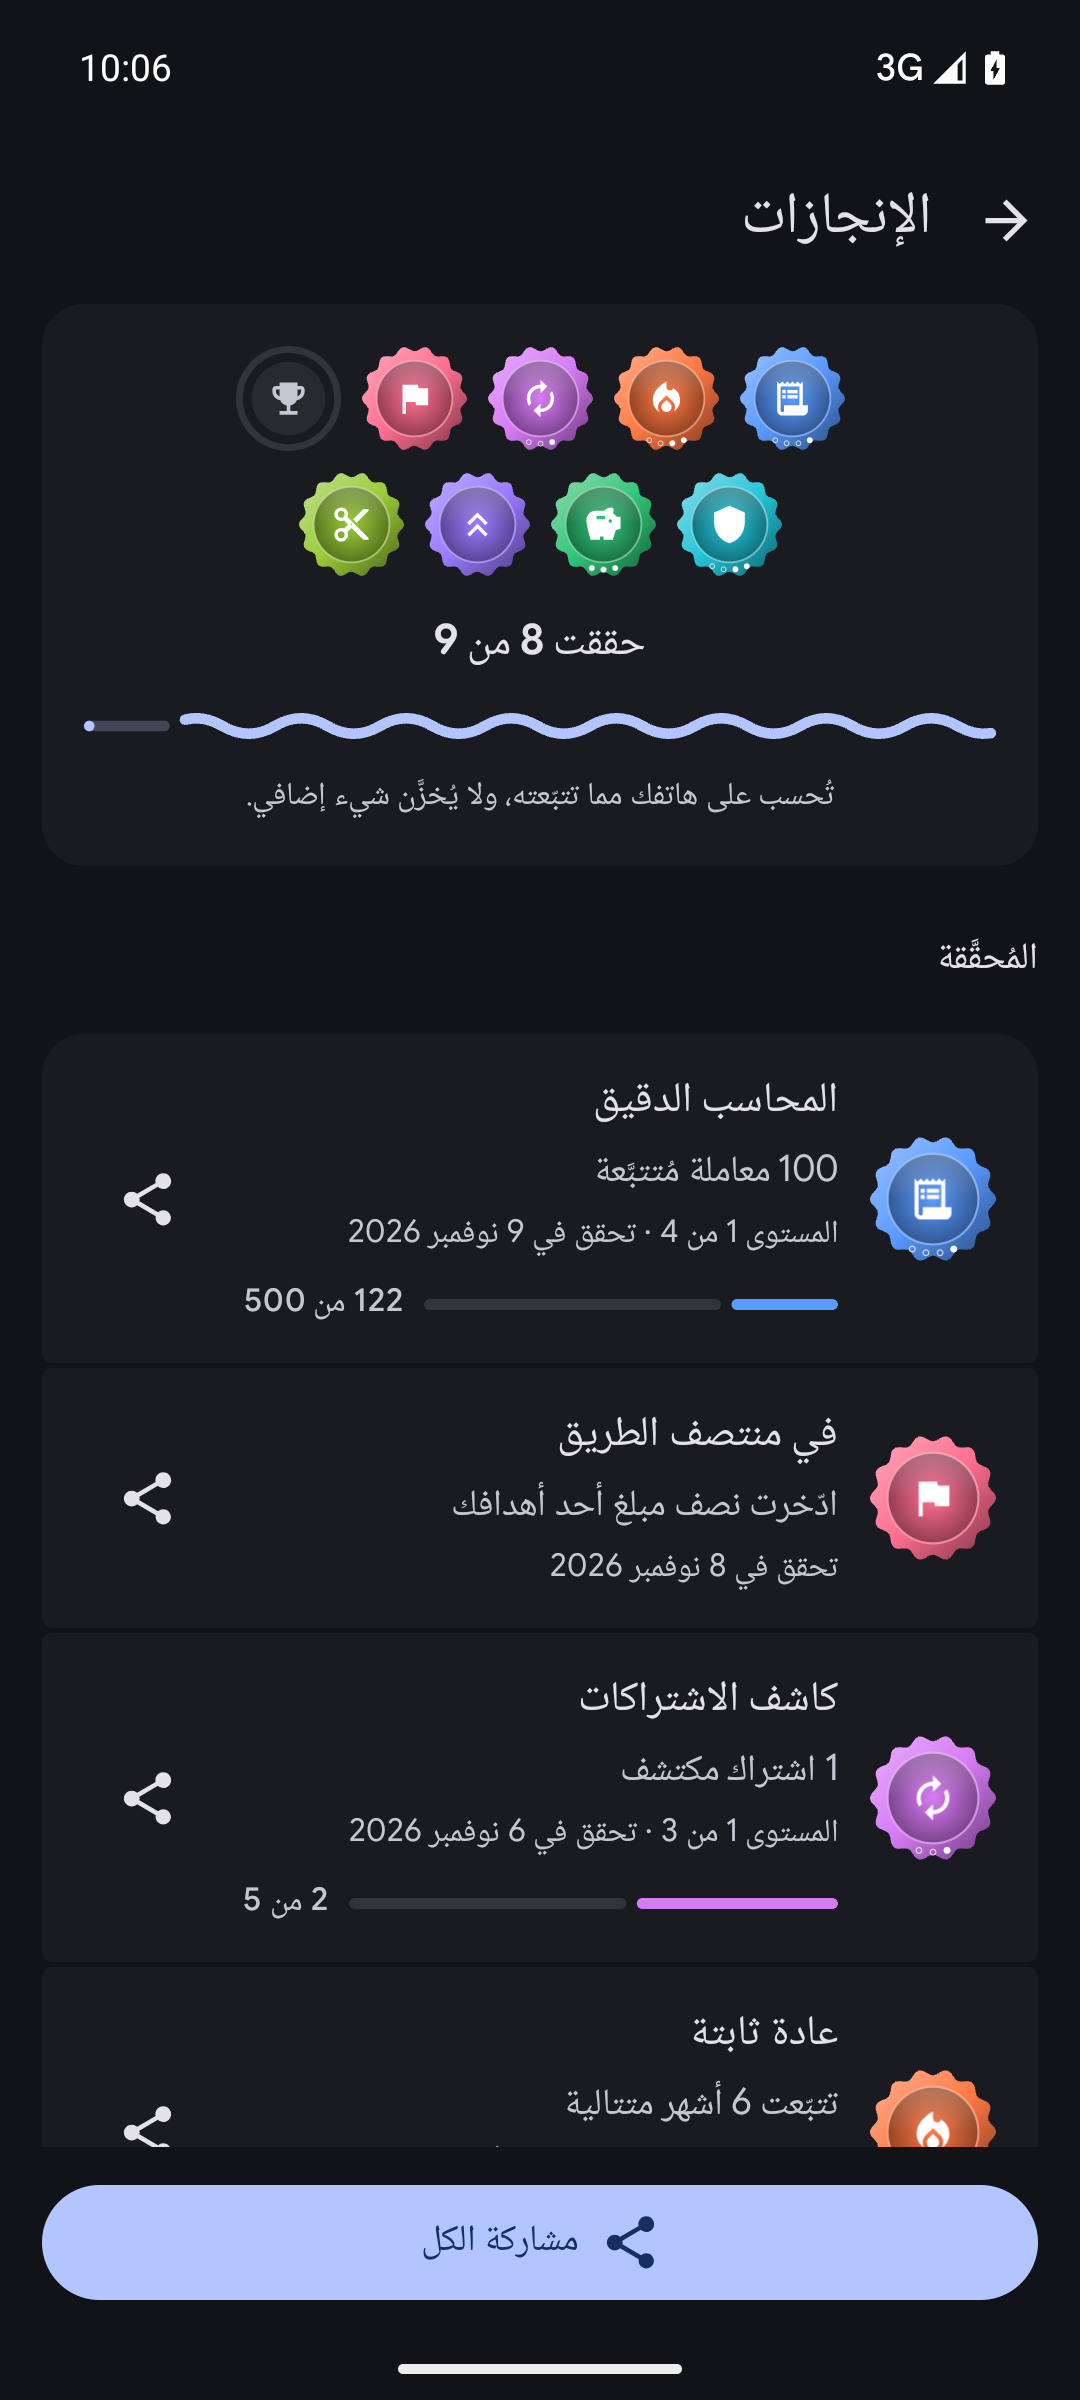 10:06
3G
الإنجازات
حققت 8 من 9
تُحسب على هاتفك مما تتبّعته، ولا يُخزَّن شيء إضافي.
المُحقَّقة
المحاسب الدقيق
100 معاملة مُتتبَّعة
المستوى 1 من 4 · تحقق في 9 نوفمبر 2026
122 من 500
في منتصف الطريق
ادّخرت نصف مبلغ أحد أهدافك
تحقق في 8 نوفمبر 2026
كاشف الاشتراكات
1 اشتراك مكتشف
المستوى 1 من 3 · تحقق في 6 نوفمبر 2026
2 من 5
عادة ثابتة
تتبّعت 6 أشهر متتالية
مشاركة الكل